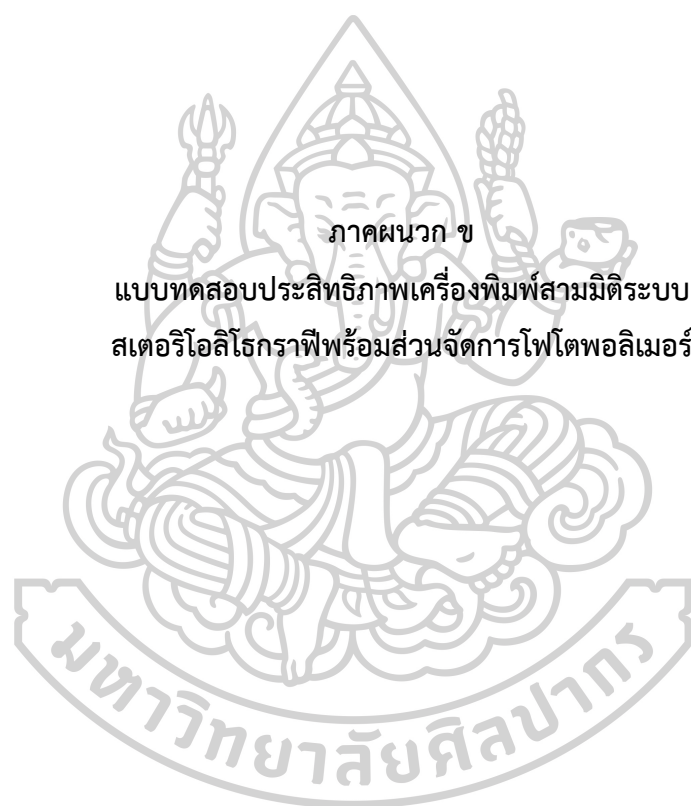 ภาคผนวก ข
แบบทดสอบประสิทธิภาพเครื่องพิมพ์สามมิติระบบ
สเตอริโอลิโธกราฟีพร้อมส่วนจัดการโฟโตพอลิเมอร์
มหาวิทยาลัยศิลปากร